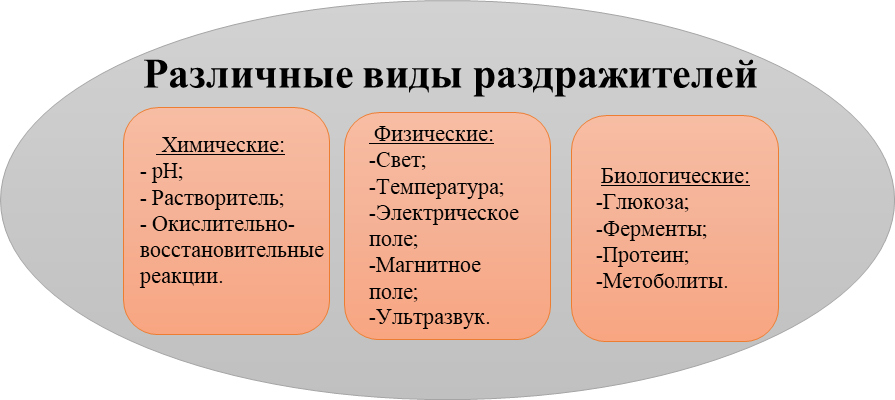 Различные виды раздражителей
Химические:
- pH;
- Растворитель;
- Окислительно-
восстановительные
реакции.
Физические:
-Свет;
-Температура;
-Электрическое
поле;
-Магнитное
поле;
-Ультразвук.
Биологические:
-Глюкоза;
-Ферменты;
-Протеин;
-Метоболиты.